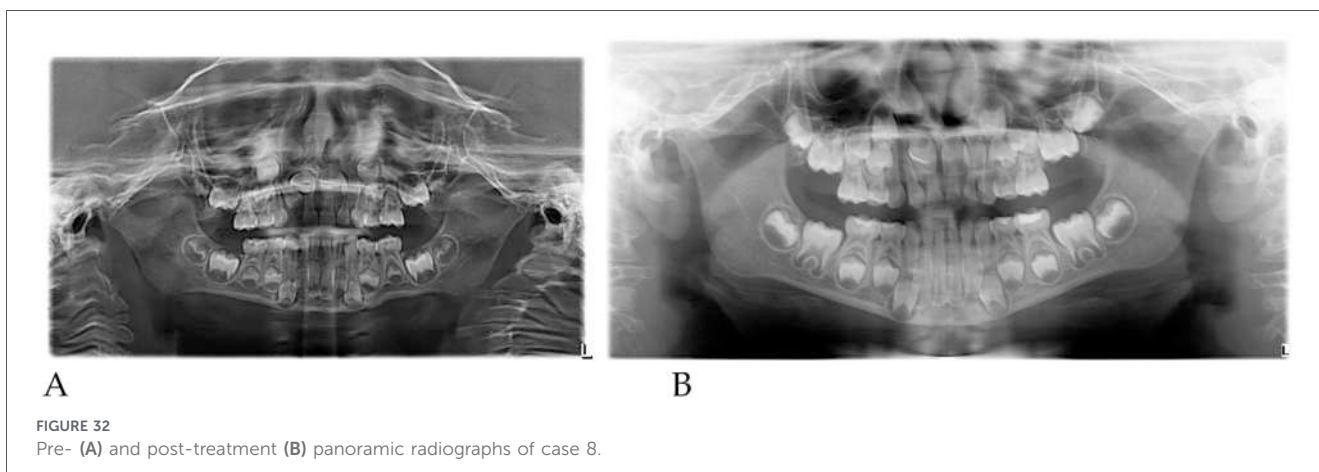 L
L
A
B
FIGURE 32
Pre- (A) and post-treatment (B) panoramic radiographs of case 8.